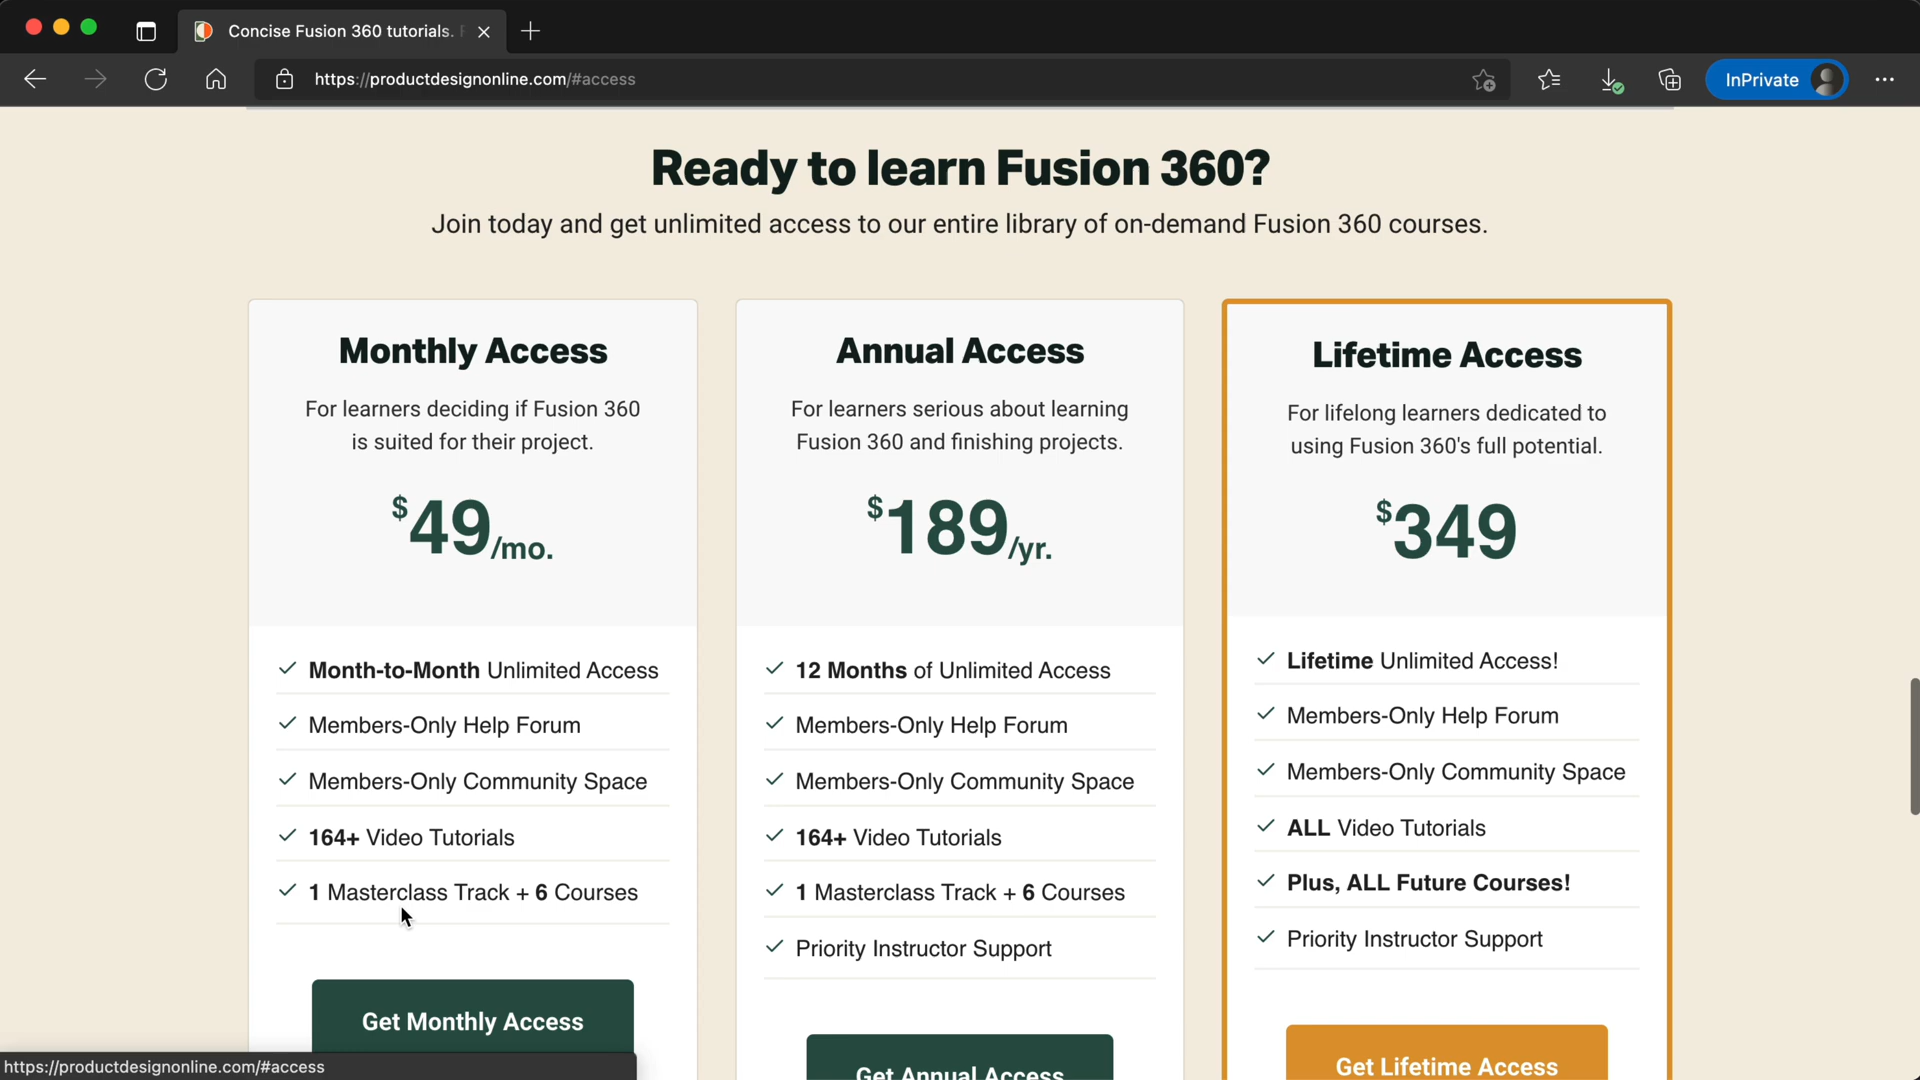 Concise Fusion 360 tutorials.
https://productdesignonline.com/#access
InPrivate
Ready to learn Fusion 360?
Join today and get unlimited access to our entire library of on-demand Fusion 360 courses.
Monthly Access
For learners deciding if Fusion 360
is suited for their project.
$49/mo.
✓ Month-to-Month Unlimited Access
✓ Members-Only Help Forum
✓ Members-Only Community Space
✓ 164+ Video Tutorials
✓ 1 Masterclass Track + 6 Courses
Get Monthly Access
Annual Access
For learners serious about learning
Fusion 360 and finishing projects.
$189/yr.
✓ 12 Months of Unlimited Access
✓ Members-Only Help Forum
✓ Members-Only Community Space
✓ 164+ Video Tutorials
✓ 1 Masterclass Track + 6 Courses
✓ Priority Instructor Support
Get Annual Access
Lifetime Access
For lifelong learners dedicated to
using Fusion 360's full potential.
$349
✓ Lifetime Unlimited Access!
✓ Members-Only Help Forum
✓ Members-Only Community Space
✓ ALL Video Tutorials
✓ Plus, ALL Future Courses!
✓ Priority Instructor Support
Get Lifetime Access
https://productdesignonline.com/#access